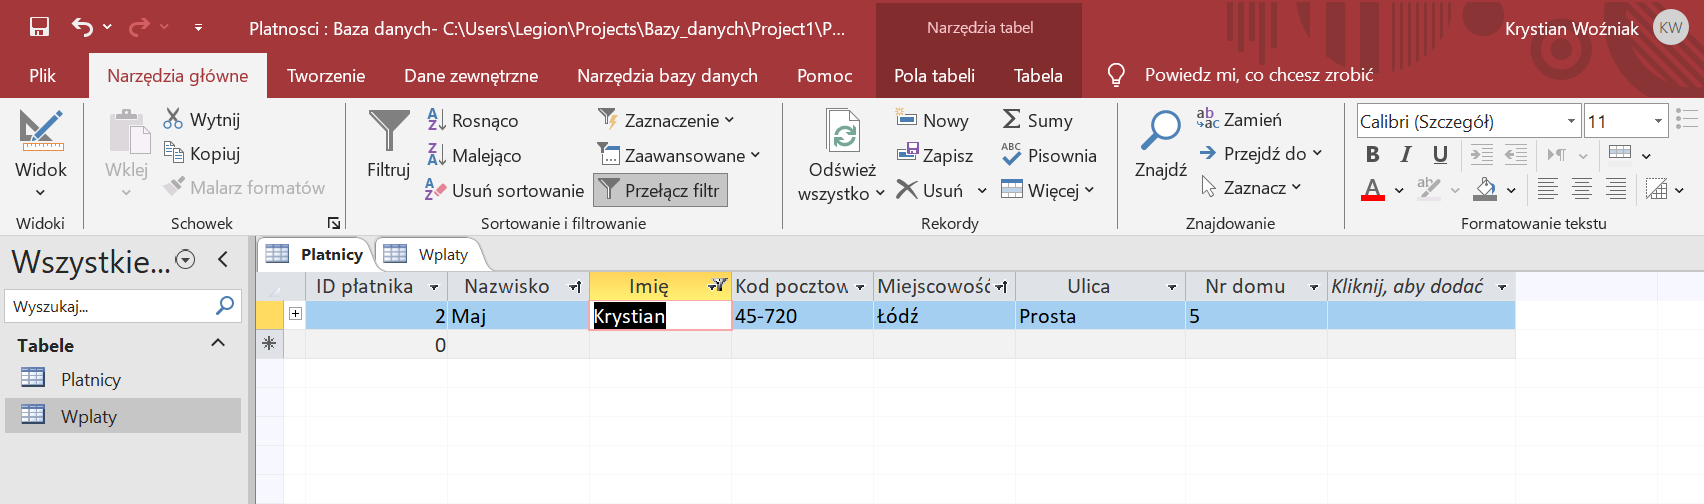 Platnosci : Baza danych- C:\Users\Legion\Projects\Bazy_danych\Project1\P...
Narzędzia tabel
Krystian Woźniak
KW
Plik
Narzędzia główne
Tworzenie
Dane zewnętrzne
Narzędzia bazy danych
Pomoc
Pola tabeli
Tabela
Powiedz mi, co chcesz zrobić
Widok
Widoki
Wklej
Wytnij
Kopiuj
Malarz formatów
Schowek
Filtruj
Rosnąco
Malejąco
Usuń sortowanie
Zaznaczenie
Zaawansowane
Przełącz filtr
Sortowanie i filtrowanie
Odśwież
wszystko
Nowy
Zapisz
Usuń
Sumy
Pisownia
Więcej
Rekordy
Znajdź
Zamień
Przejdź do
Zaznacz
Znajdowanie
Calibri (Szczegół)
11
B I U
A
Formatowanie tekstu
Wszystkie...
Wyszukaj...
Tabele
Platnicy
Wplaty
Platnicy
Wplaty
ID płatnika Nazwisko Imię Kod pocztow Miejscowość Ulica Nr domu Kliknij, aby dodać
2 Maj Krystian 45-720 Łódź Prosta 5
0